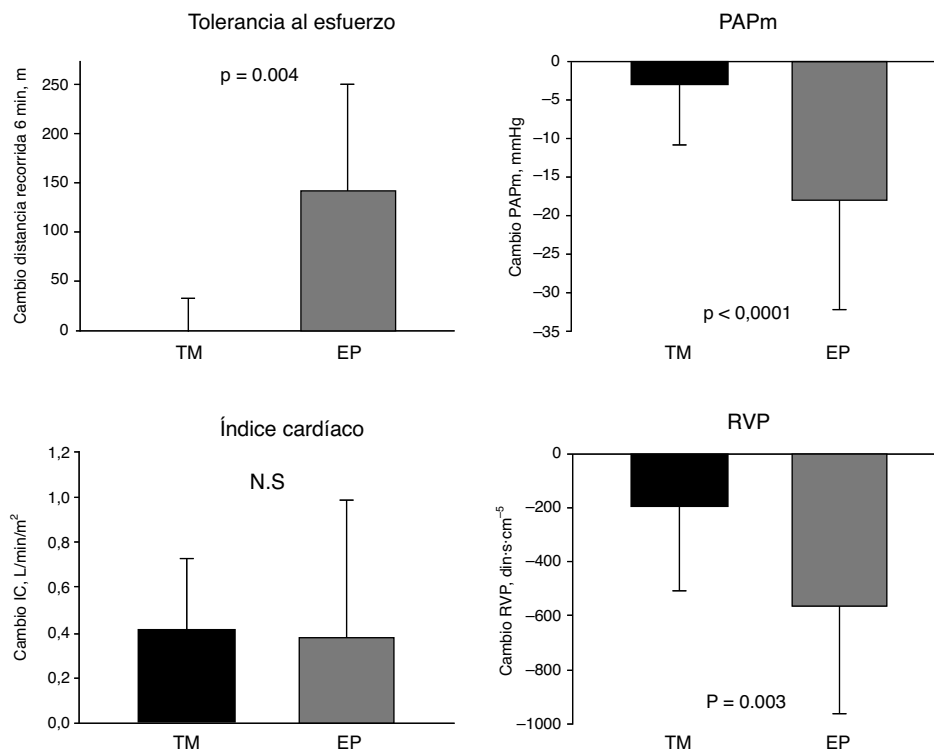 Tolerancia al esfuerzo
p = 0.004
Cambio distancia recorrida 6 min, m
250
200
150
100
50
0
TM
EP
PAPm
Cambio PAPm, mmHg
0
−5
−10
−15
−20
−25
−30
−35
TM
EP
p < 0,0001
Índice cardíaco
N.S
Cambio IC, L/min/m²
1,2
1,0
0,8
0,6
0,4
0,2
0,0
TM
EP
RVP
Cambio RVP, din·s·cm⁻⁵
0
−200
−400
−600
−800
−1000
TM
EP
P = 0.003